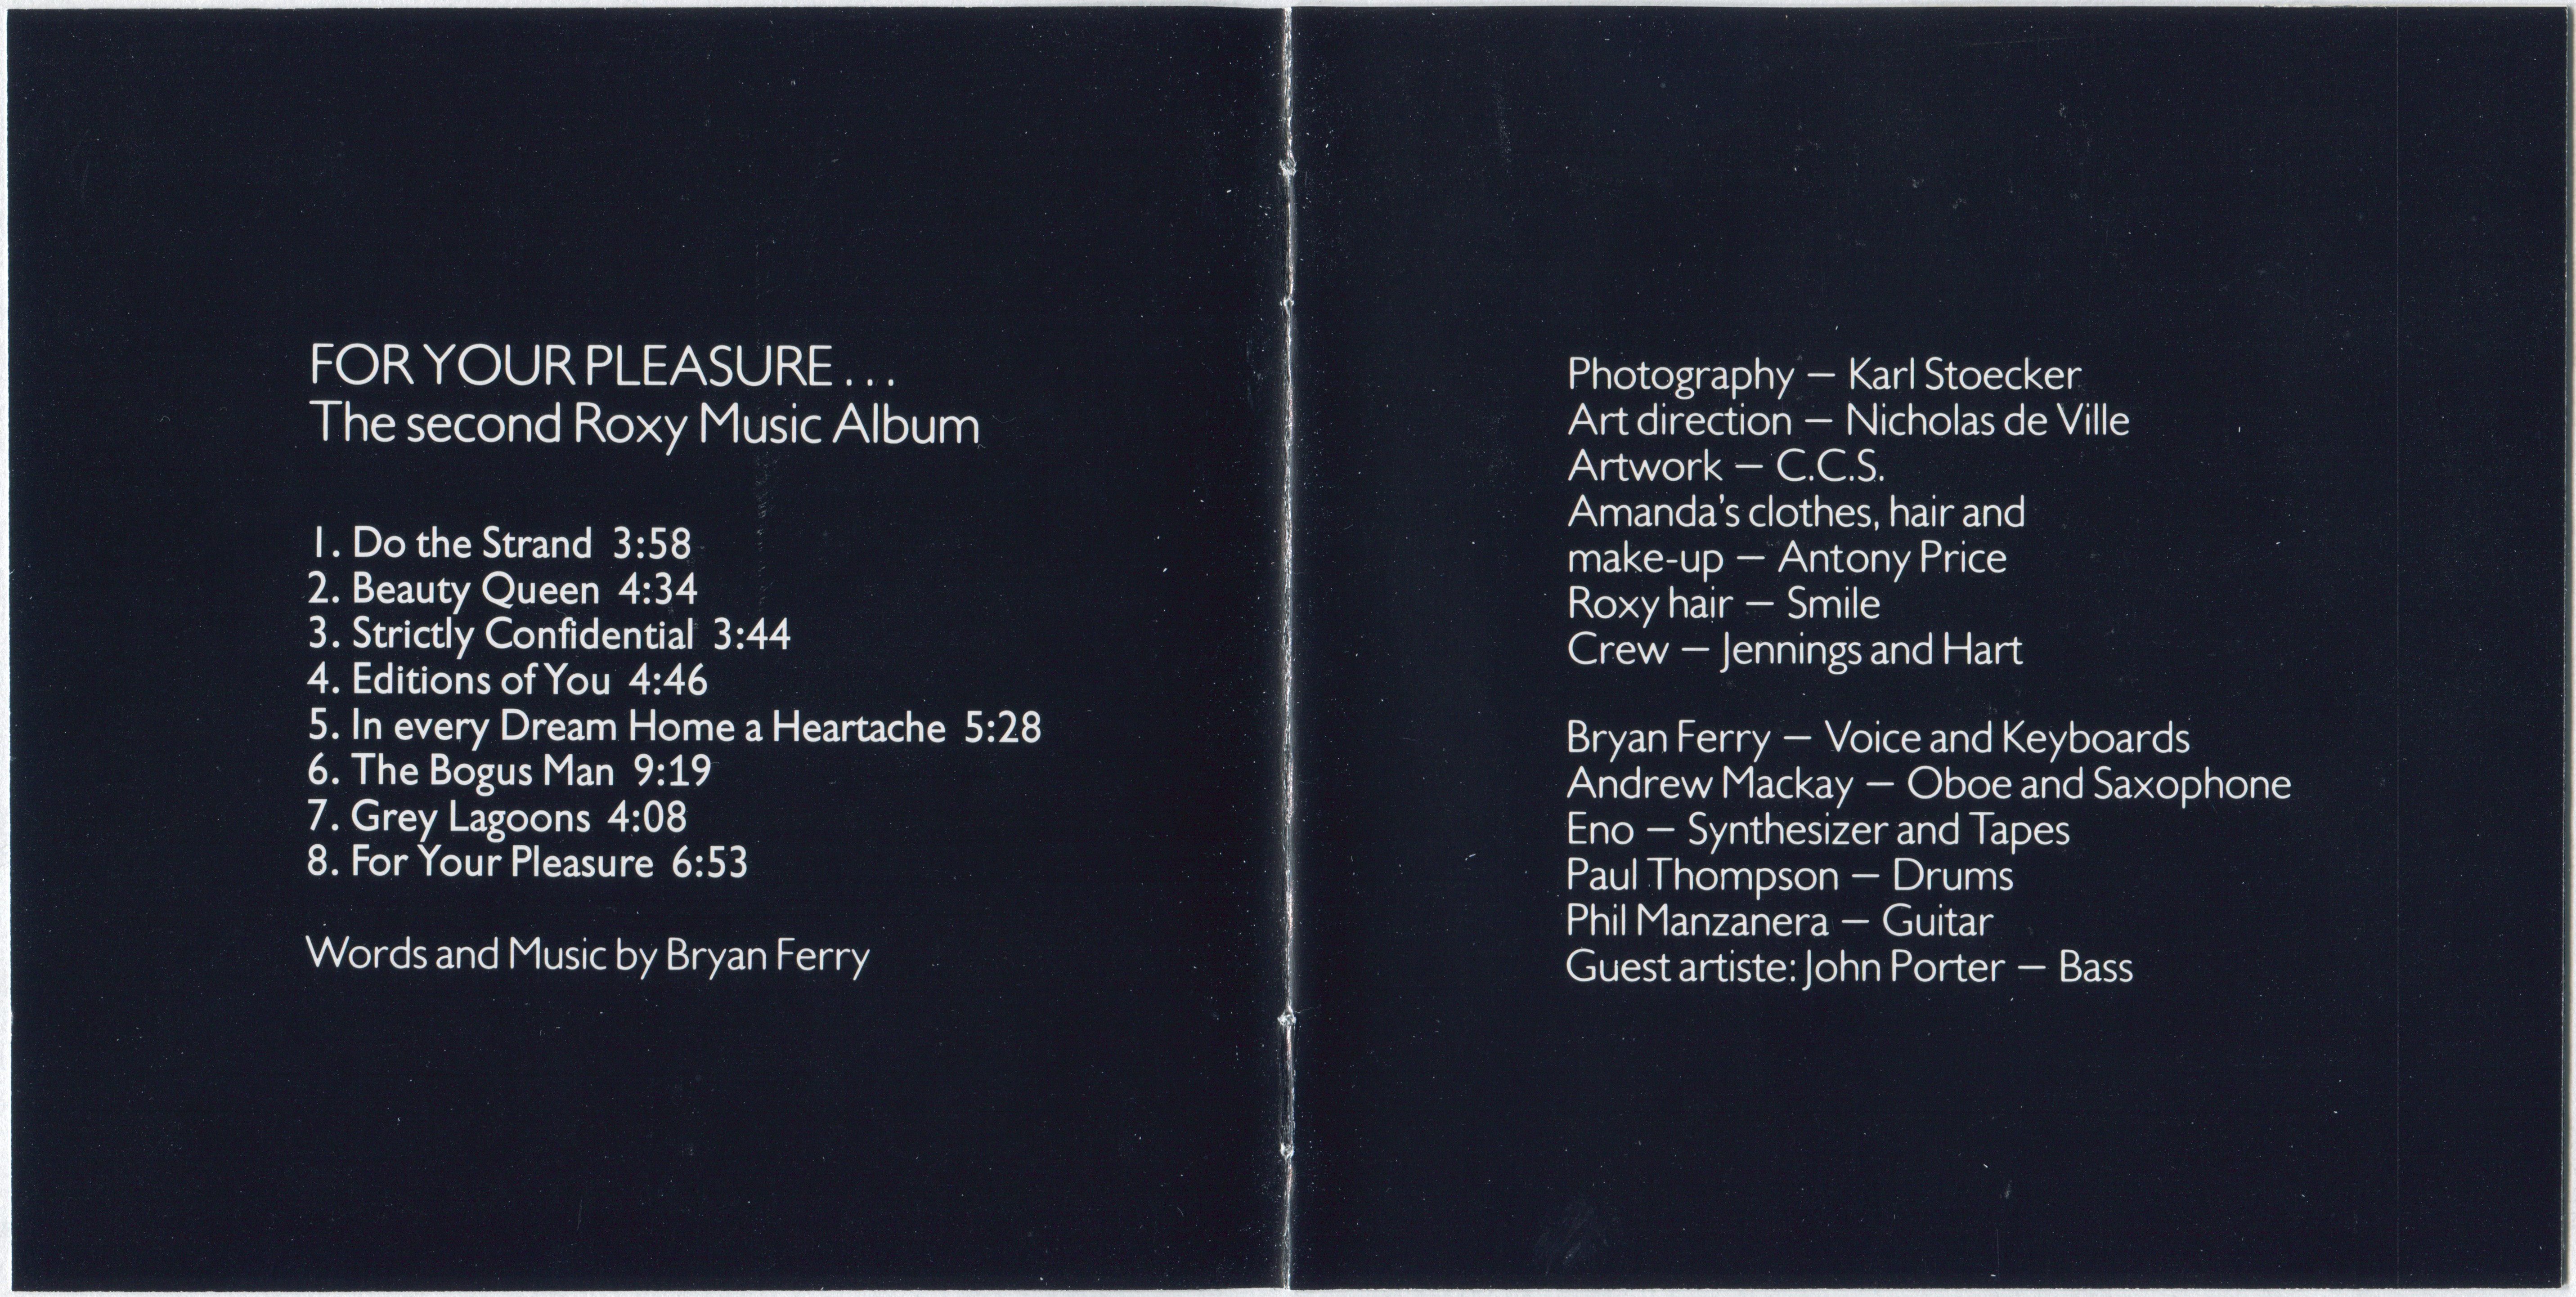 FOR YOUR PLEASURE...
The second Roxy Music Album
1. Do the Strand 3:58
2. Beauty Queen 4:34
3. Strictly Confidential 3:44
4. Editions of You 4:46
5. In every Dream Home a Heartache 5:28
6. The Bogus Man 9:19
7. Grey Lagoons 4:08
8. For Your Pleasure 6:53
Words and Music by Bryan Ferry
Photography — Karl Stoecker
Art direction — Nicholas de Ville
Artwork — C.C.S.
Amanda's clothes, hair and
make-up — Antony Price
Roxy hair — Smile
Crew — Jennings and Hart
Bryan Ferry — Voice and Keyboards
Andrew Mackay — Oboe and Saxophone
Eno — Synthesizer and Tapes
Paul Thompson — Drums
Phil Manzanera — Guitar
Guest artiste: John Porter — Bass